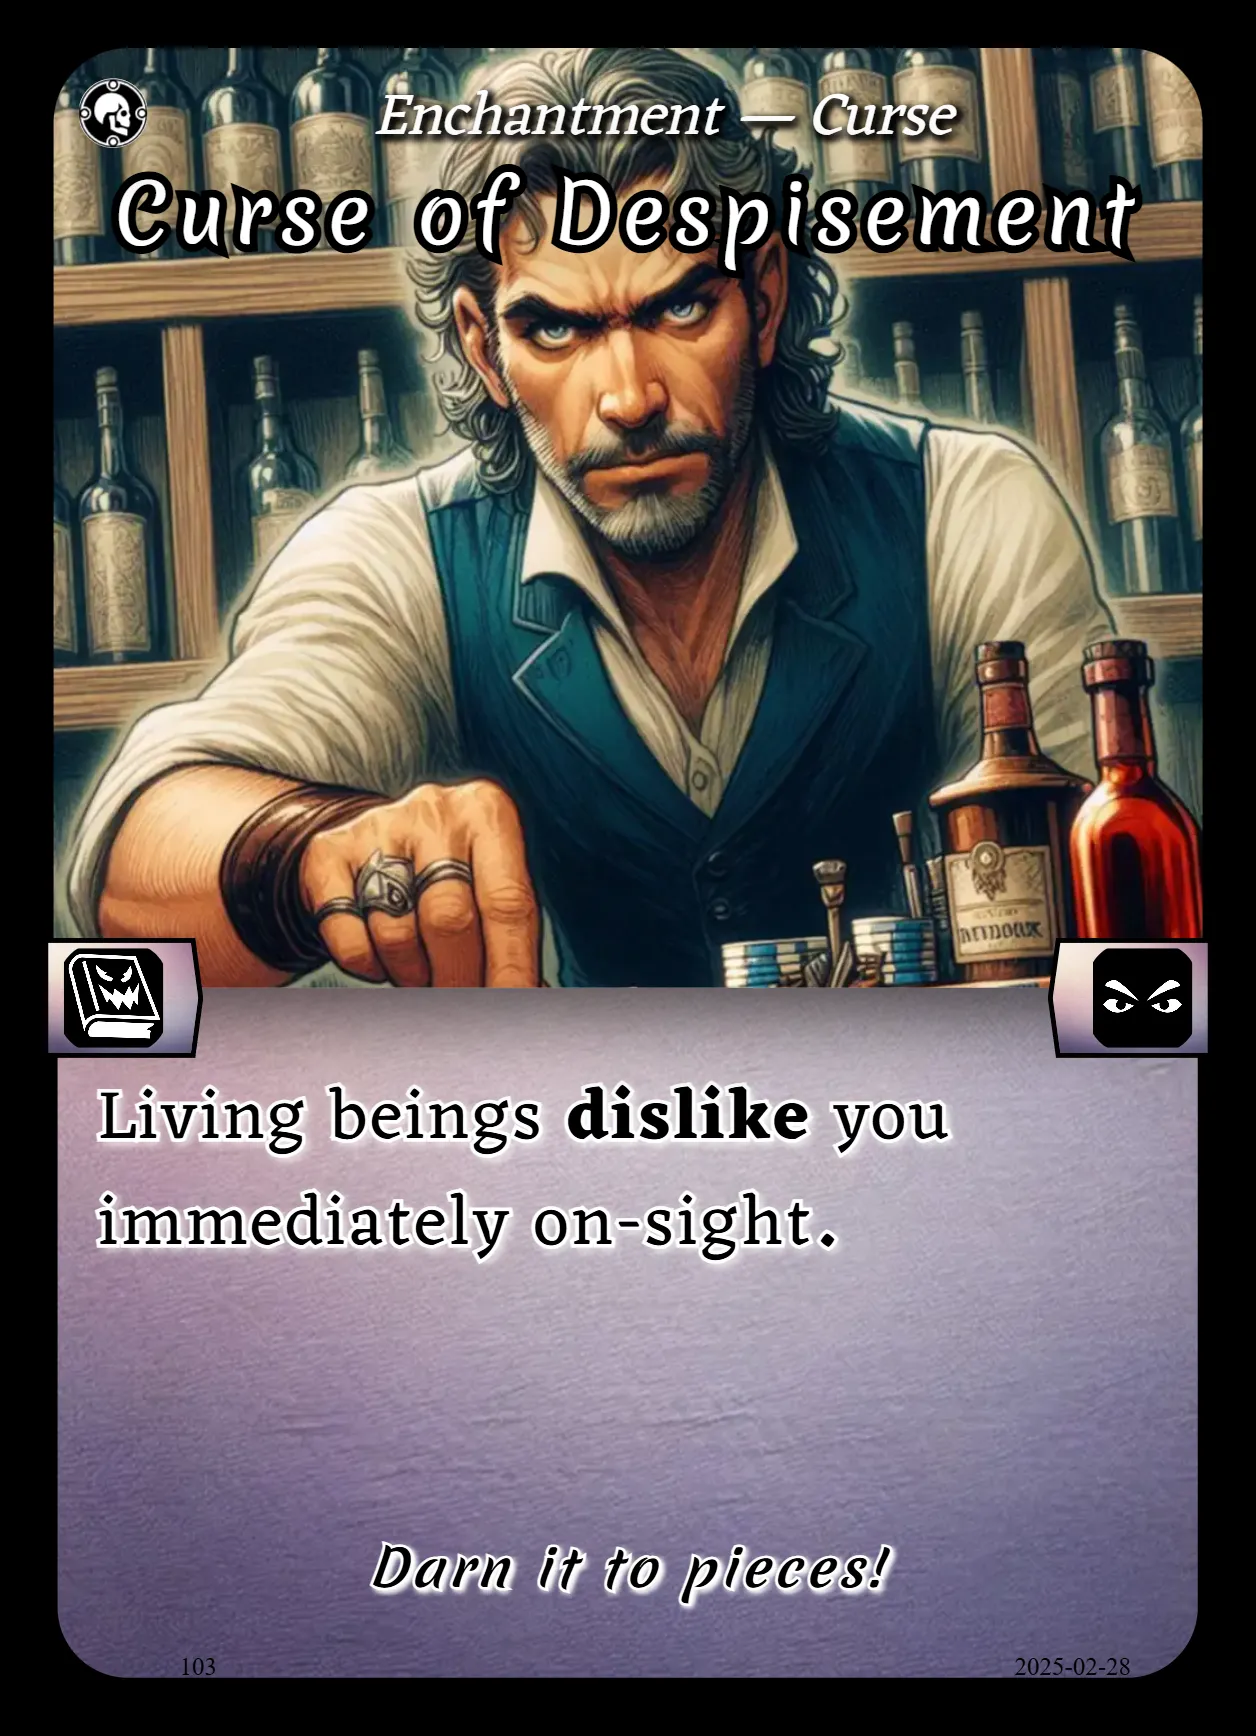 Enchantment — Curse
Curse of Despisement
Living beings dislike you
immediately on-sight.
Darn it to pieces!
103
2025-02-28